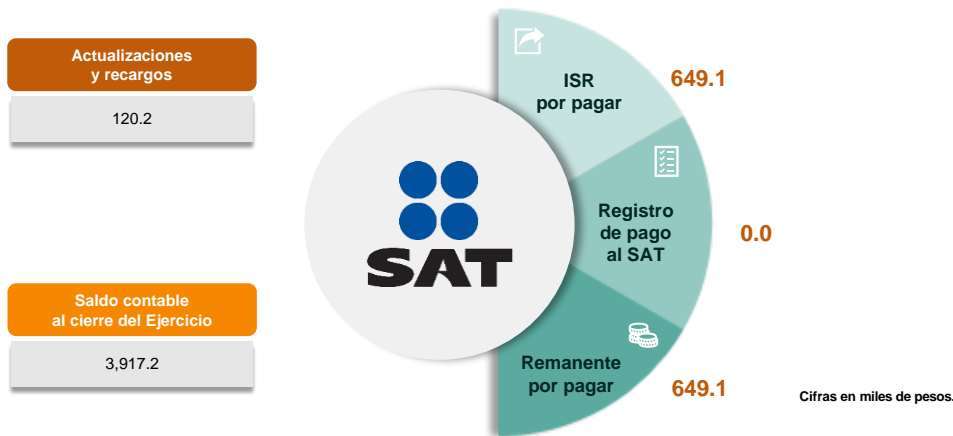 Actualizaciones
y recargos
120.2
Saldo contable
al cierre del Ejercicio
3,917.2
SAT
ISR
por pagar
649.1
Registro
de pago
al SAT
0.0
Remanente
por pagar
649.1
Cifras en miles de pesos.